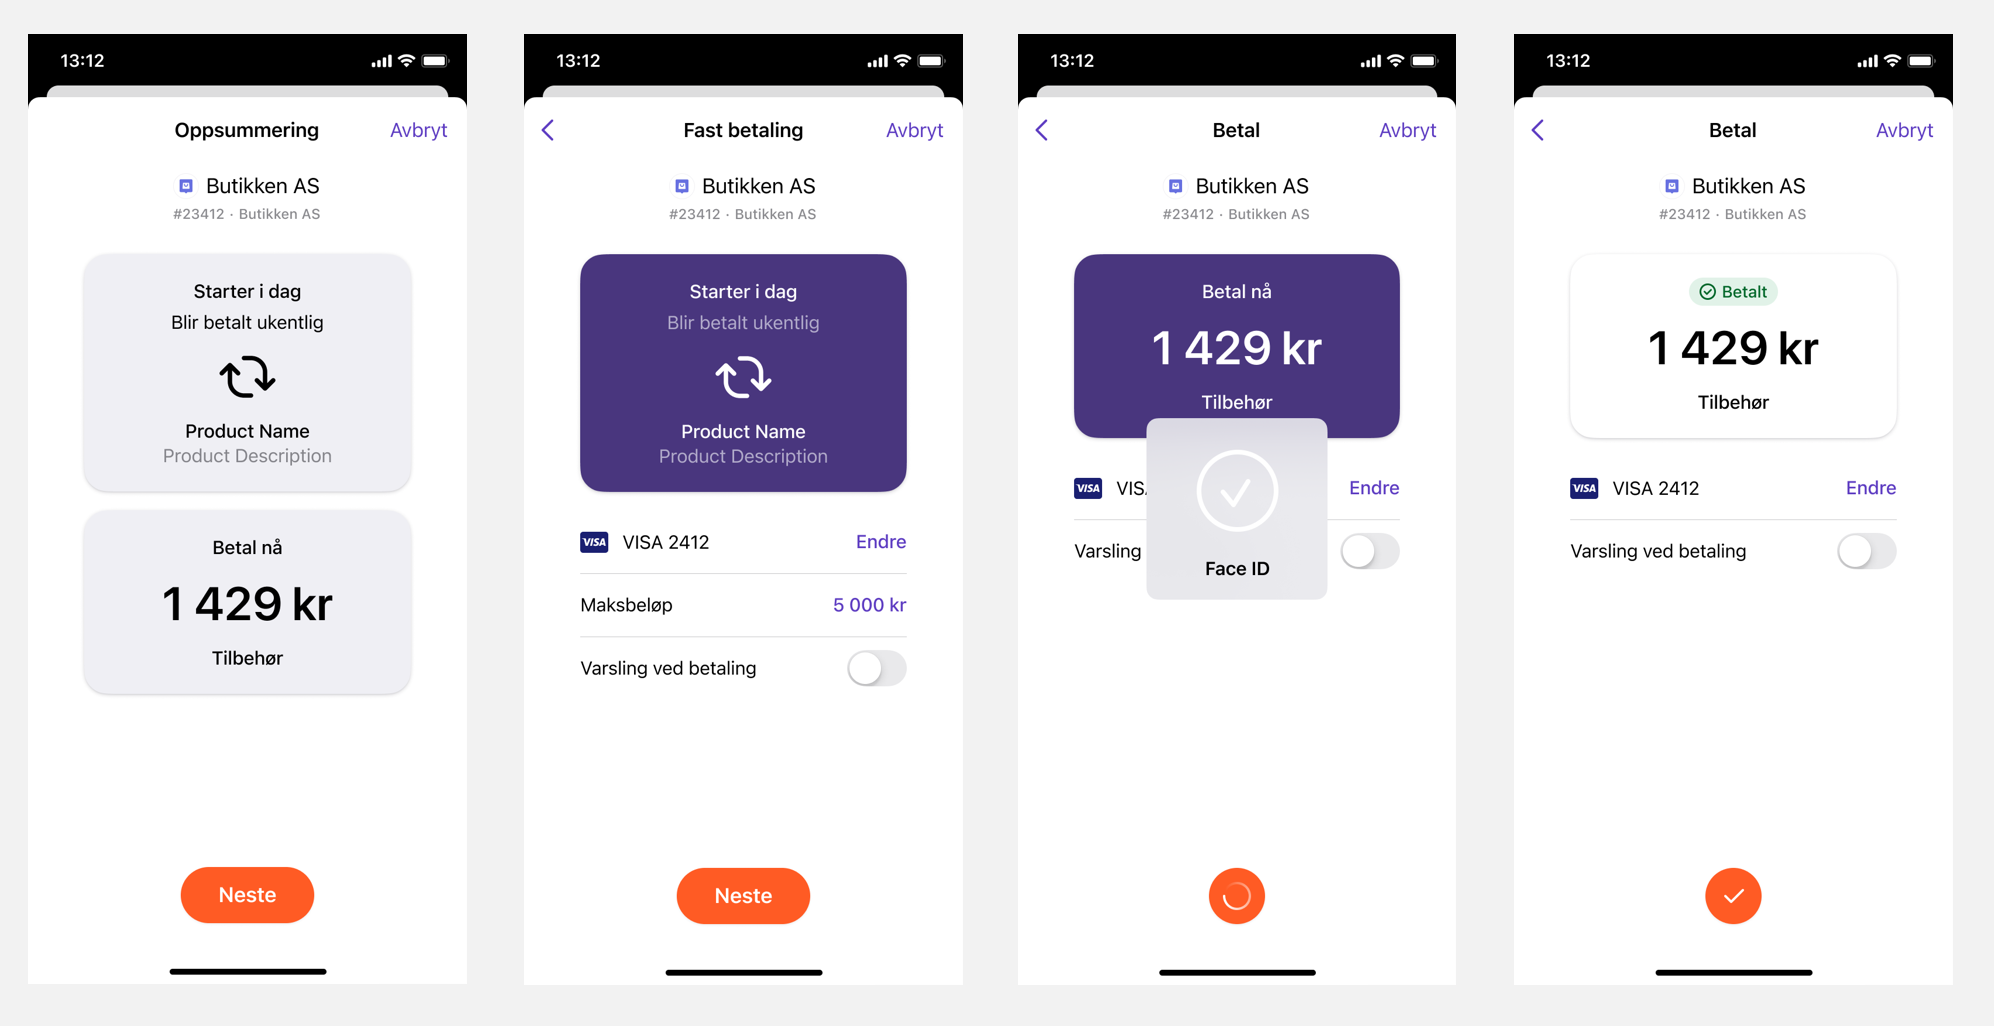 13:12
Oppsummering
Avbryt
Butikken AS
#23412 · Butikken AS
Starter i dag
Blir betalt ukentlig
Product Name
Product Description
Betal nå
1 429 kr
Tilbehør
Neste
13:12
Fast betaling
Avbryt
Butikken AS
#23412 · Butikken AS
Starter i dag
Blir betalt ukentlig
Product Name
Product Description
VISA VISA 2412 Endre
Maksbeløp 5 000 kr
Varsling ved betaling
Neste
13:12
Betal
Avbryt
Butikken AS
#23412 · Butikken AS
Betal nå
1 429 kr
Tilbehør
VISA VIS Endre
Varsling
Face ID
13:12
Betal
Avbryt
Butikken AS
#23412 · Butikken AS
Betalt
1 429 kr
Tilbehør
VISA VISA 2412 Endre
Varsling ved betaling